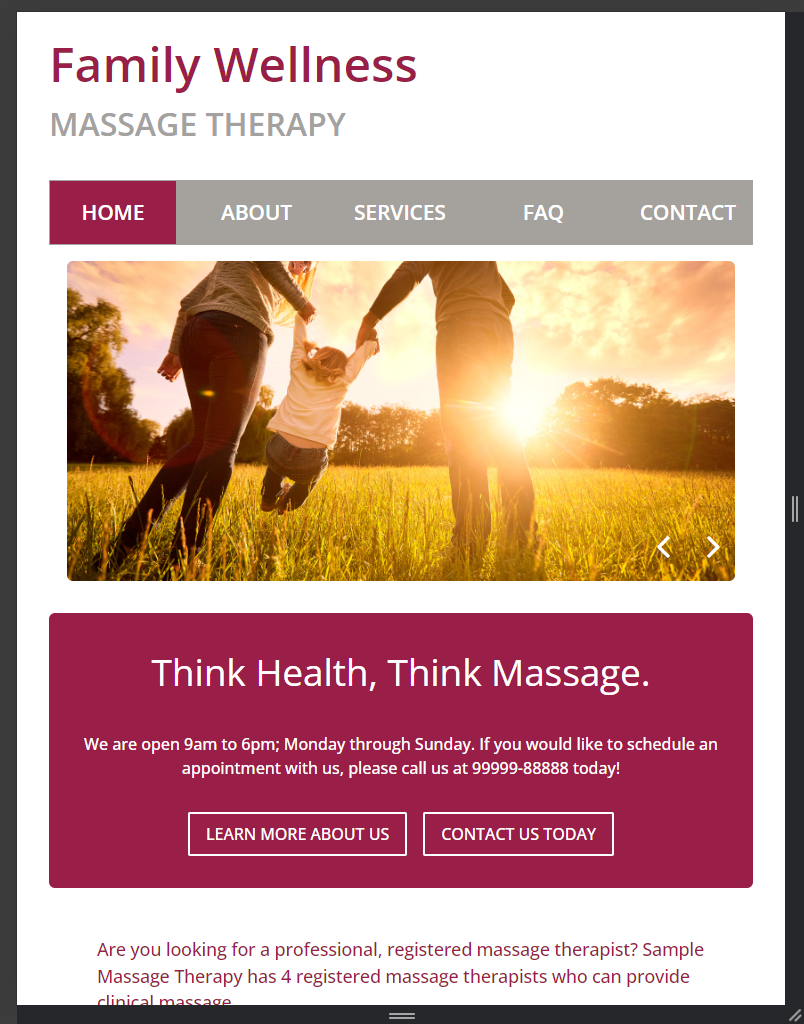 Family Wellness
MASSAGE THERAPY
HOME ABOUT SERVICES FAQ CONTACT
Think Health, Think Massage.
We are open 9am to 6pm; Monday through Sunday. If you would like to schedule an
appointment with us, please call us at 99999-88888 today!
LEARN MORE ABOUT US CONTACT US TODAY
Are you looking for a professional, registered massage therapist? Sample
Massage Therapy has 4 registered massage therapists who can provide
clinical massage